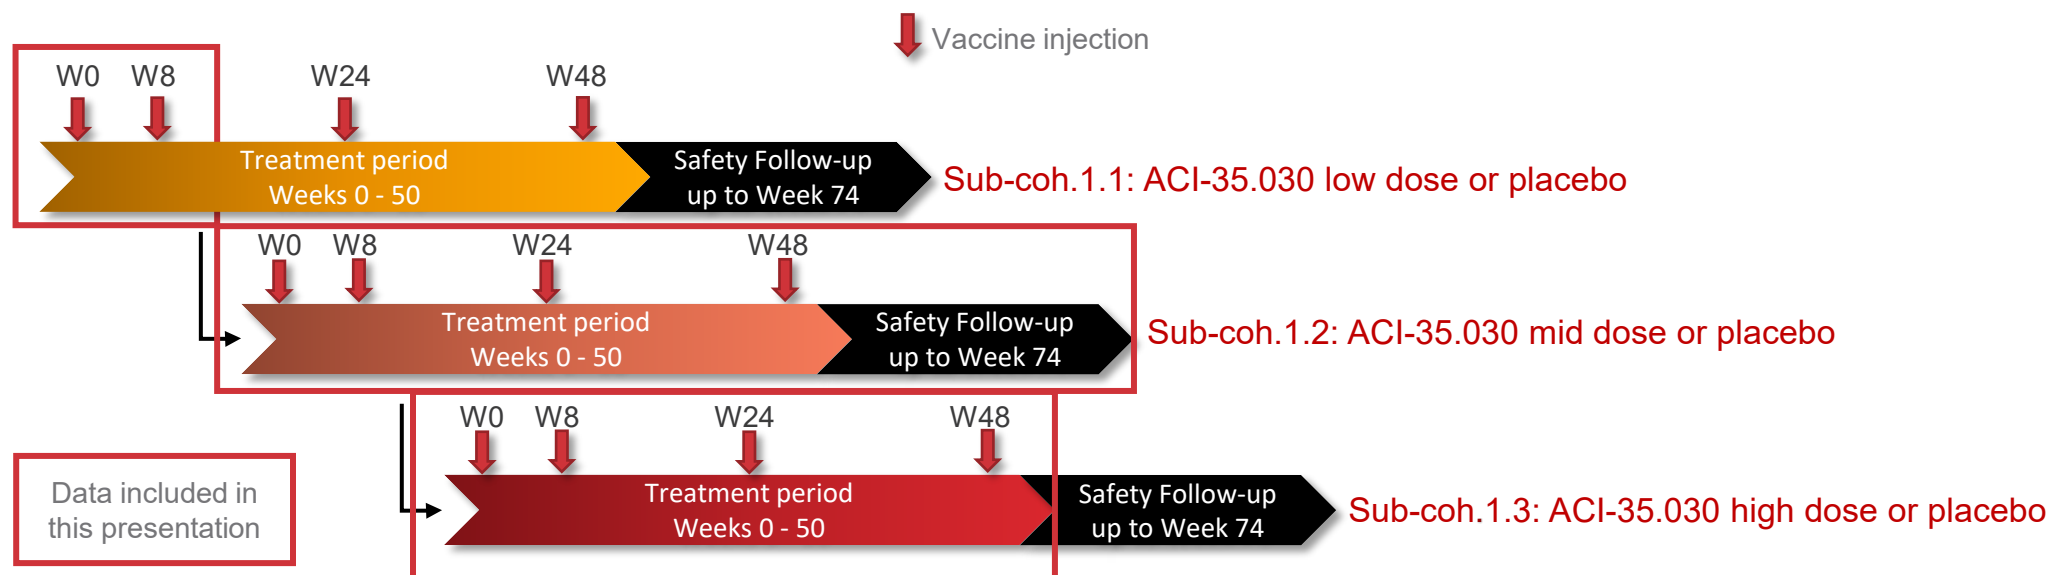 Vaccine injection
W0 W8 W24 W48
Treatment period
Weeks 0 - 50
Safety Follow-up
up to Week 74
Sub-coh.1.1: ACI-35.030 low dose or placebo
W0 W8 W24 W48
Treatment period
Weeks 0 - 50
Safety Follow-up
up to Week 74
Sub-coh.1.2: ACI-35.030 mid dose or placebo
W0 W8 W24 W48
Treatment period
Weeks 0 - 50
Safety Follow-up
up to Week 74
Sub-coh.1.3: ACI-35.030 high dose or placebo
Data included in
this presentation